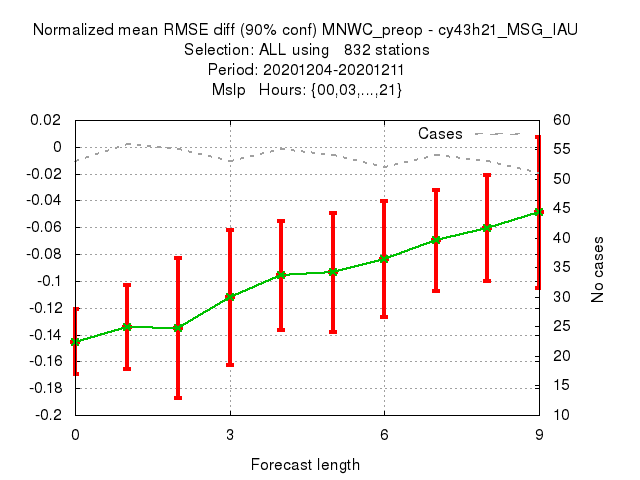 Normalized mean RMSE diff (90% conf) MNWC_preop - cy43h21_MSG_IAU
Selection: ALL using   832 stations
Period: 20201204-20201211
Mslp   Hours: {00,03,...,21}
Cases
0.02
0
-0.02
-0.04
-0.06
-0.08
-0.1
-0.12
-0.14
-0.16
-0.18
-0.2
60
55
50
45
40
35
30
25
20
15
10
No cases
0 3 6 9
Forecast length